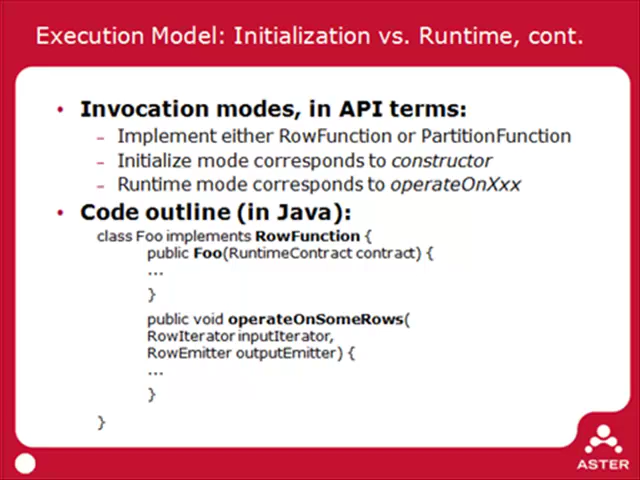 Execution Model: Initialization vs. Runtime, cont.
• Invocation modes, in API terms:
– Implement either RowFunction or PartitionFunction
– Initialize mode corresponds to constructor
– Runtime mode corresponds to operateOnXxx
• Code outline (in Java):
class Foo implements RowFunction {
public Foo(RuntimeContract contract) {
...
}
public void operateOnSomeRows(
RowIterator inputIterator,
RowEmitter outputEmitter) {
...
}
}
ASTER